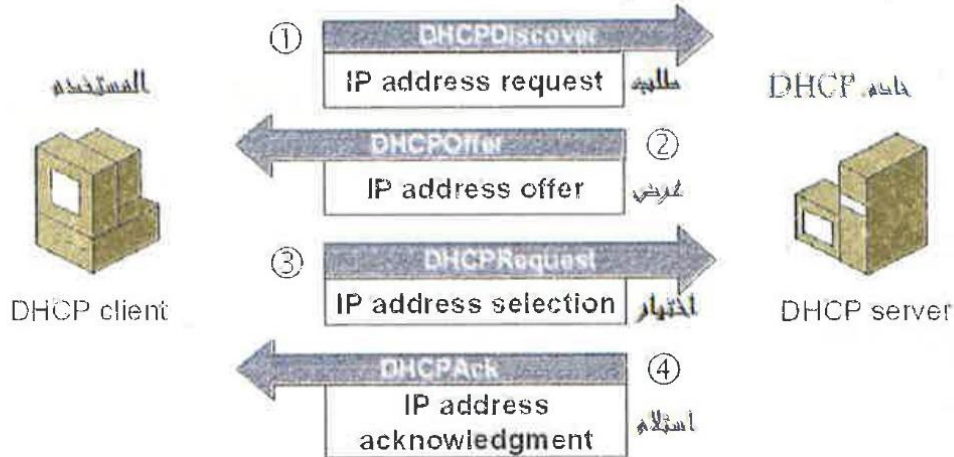 ① DHCPDiscover
IP address request طلب
المستخدم
خادم DHCP
DHCPOffer ②
IP address offer عرض
③ DHCPRequest
IP address selection اختيار
DHCP client
DHCP server
DHCPAck ④
IP address
acknowledgment استلام